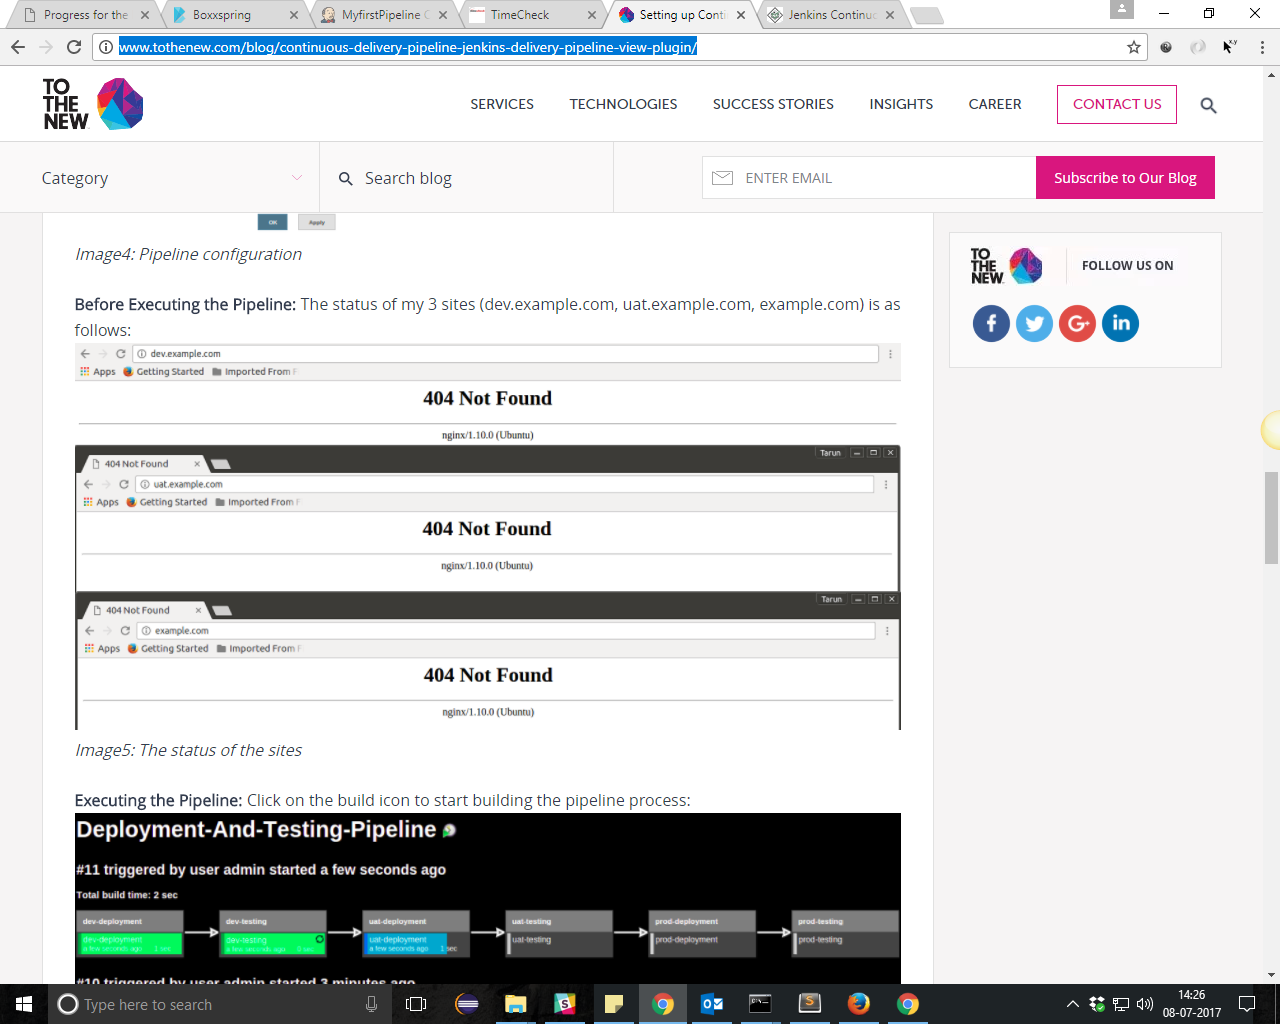 Progress for the
Boxxspring
MyfirstPipeline
TimeCheck
Setting up Conti
Jenkins Continuo
www.tothenew.com/blog/continuous-delivery-pipeline-jenkins-delivery-pipeline-view-plugin/
TO THE NEW
SERVICES
TECHNOLOGIES
SUCCESS STORIES
INSIGHTS
CAREER
CONTACT US
Category
Search blog
ENTER EMAIL
Subscribe to Our Blog
OK
Apply
Image4: Pipeline configuration
TO THE NEW
FOLLOW US ON
Before Executing the Pipeline: The status of my 3 sites (dev.example.com, uat.example.com, example.com) is as
follows:
dev.example.com
Apps Getting Started Imported From
404 Not Found
nginx/1.10.0 (Ubuntu)
Tarun
404 Not Found
uat.example.com
Apps Getting Started Imported From
404 Not Found
nginx/1.10.0 (Ubuntu)
Tarun
404 Not Found
example.com
Apps Getting Started Imported From
404 Not Found
nginx/1.10.0 (Ubuntu)
Image5: The status of the sites
Executing the Pipeline: Click on the build icon to start building the pipeline process:
Deployment-And-Testing-Pipeline
#11 triggered by user admin started a few seconds ago
Total build time: 2 sec
dev-deployment
dev-testing
uat-deployment
uat-testing
prod-deployment
prod-testing
dev-deployment
a few seconds ago 1 sec
dev-testing
a few seconds ago 0 sec
uat-deployment
a few seconds ago 1 sec
uat-testing
prod-deployment
prod-testing
#10 triggered by user admin started 3 minutes ago
Type here to search
14:26
08-07-2017